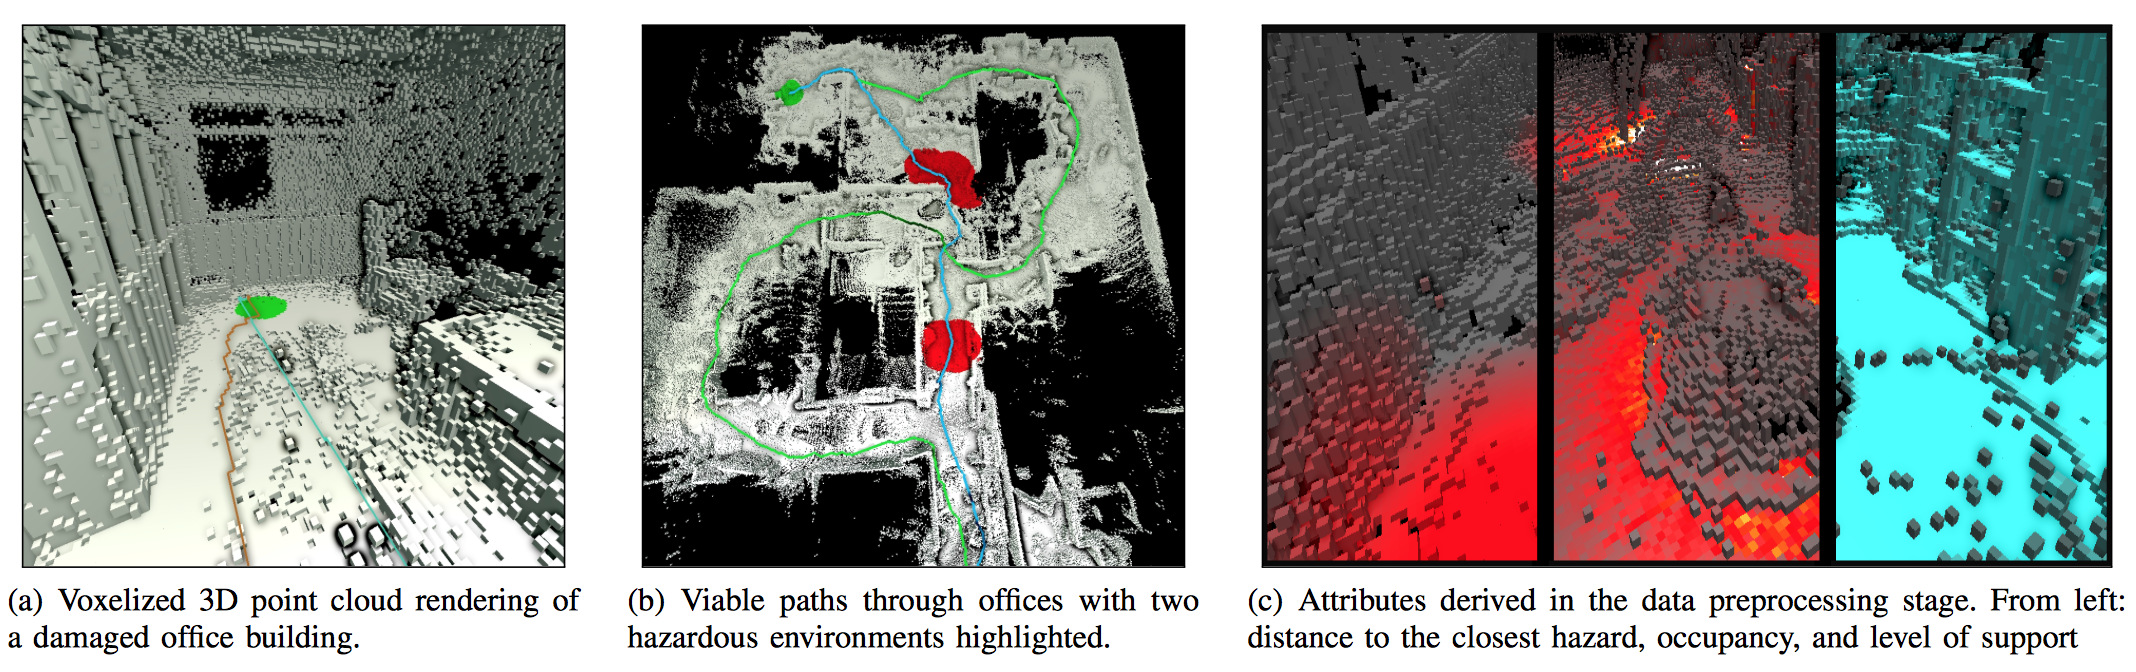 (a) Voxelized 3D point cloud rendering of
a damaged office building.
(b) Viable paths through offices with two
hazardous environments highlighted.
(c) Attributes derived in the data preprocessing stage. From left:
distance to the closest hazard, occupancy, and level of support